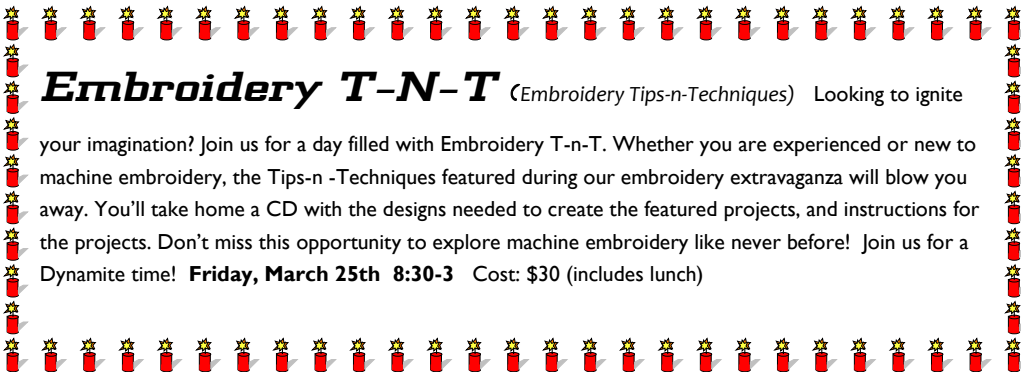 Embroidery T-N-T (Embroidery Tips-n-Techniques) Looking to ignite
your imagination? Join us for a day filled with Embroidery T-n-T. Whether you are experienced or new to
machine embroidery, the Tips-n -Techniques featured during our embroidery extravaganza will blow you
away. You'll take home a CD with the designs needed to create the featured projects, and instructions for
the projects. Don't miss this opportunity to explore machine embroidery like never before! Join us for a
Dynamite time! Friday, March 25th 8:30-3 Cost: $30 (includes lunch)